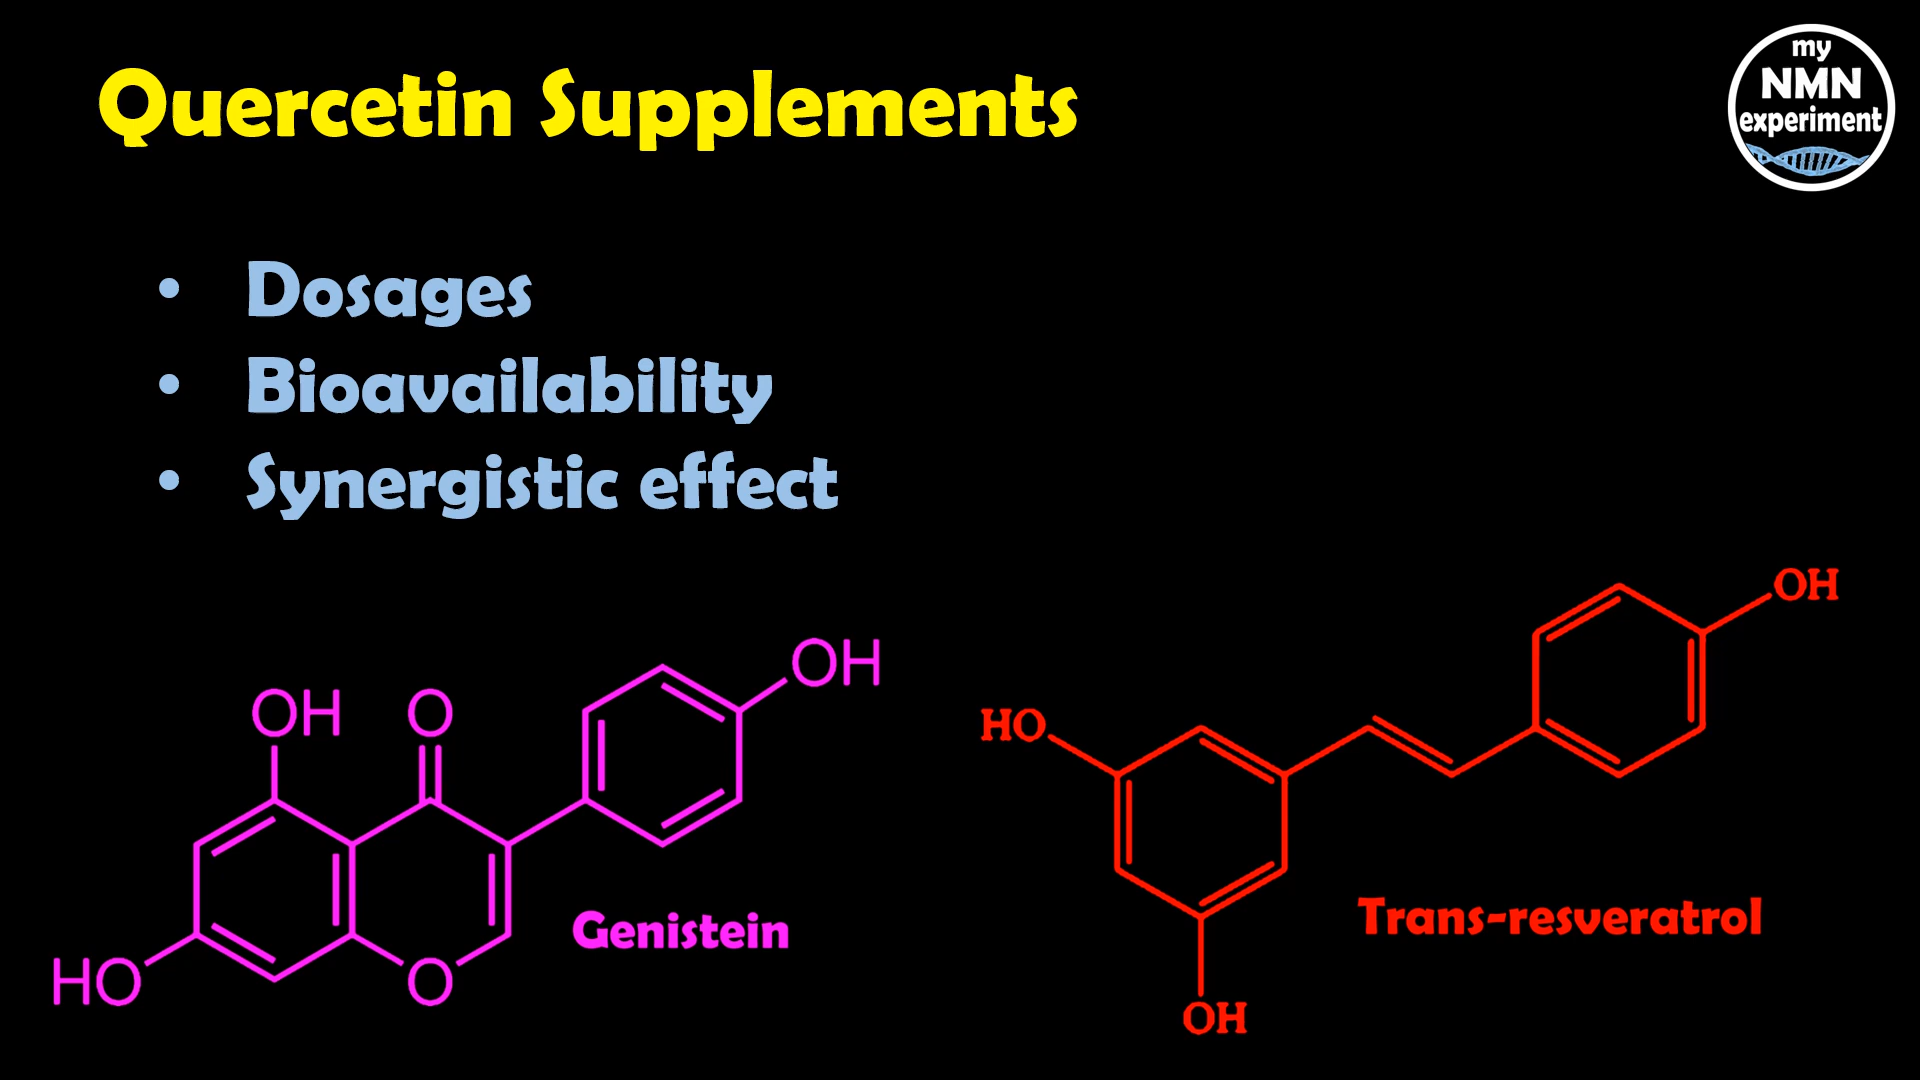 Quercetin Supplements
my
NMN
experiment
• Dosages
• Bioavailability
• Synergistic effect
OH
O
OH
HO
O
Genistein
OH
HO
OH
Trans-resveratrol